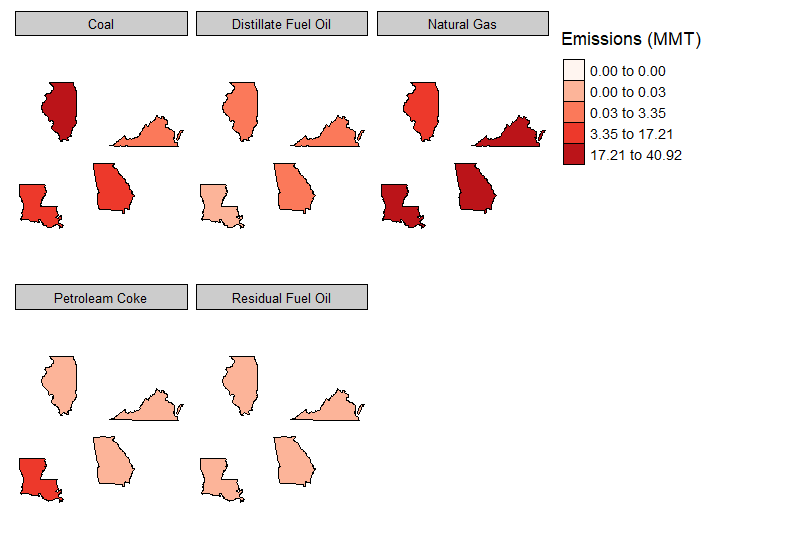 Coal
Distillate Fuel Oil
Natural Gas
Emissions (MMT)
0.00 to 0.00
0.00 to 0.03
0.03 to 3.35
3.35 to 17.21
17.21 to 40.92
Petroleam Coke
Residual Fuel Oil